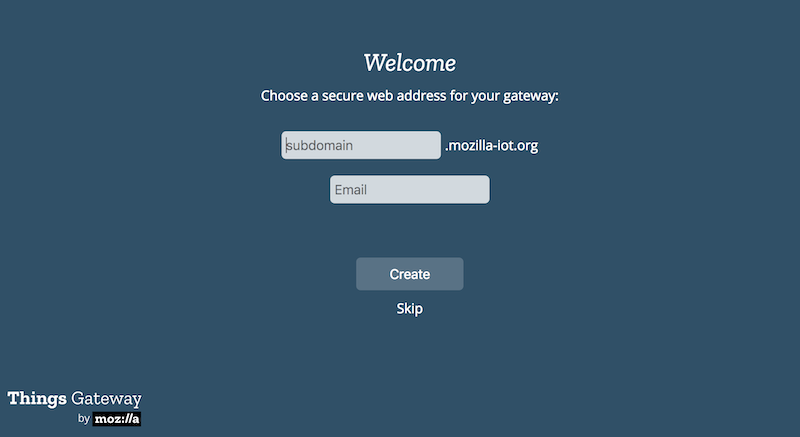 Welcome
Choose a secure web address for your gateway:
subdomain .mozilla-iot.org
Email
Create
Skip
Things Gateway
by moz://a